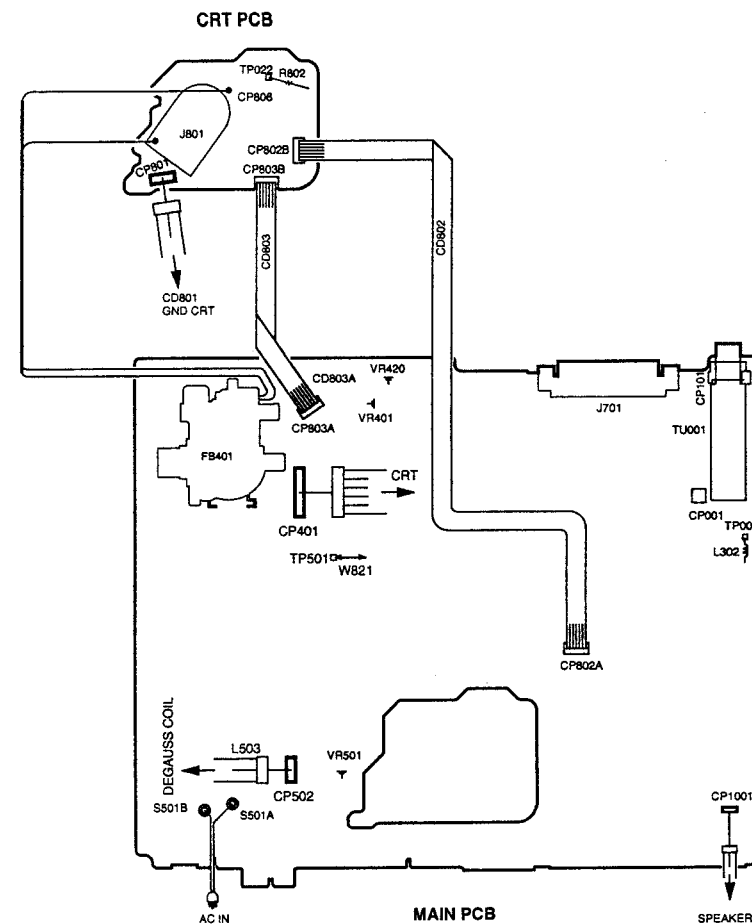 CRT PCB
TP022
R802
CP806
J801
CP802B
CP801
CP803B
CD803
CD802
CD801
GND CRT
CD803A
VR420
CP803A
VR401
J701
CP101
TU001
FB401
CRT
CP401
CP001
TP00
L302
TP501
W821
CP802A
DEGAUSS COIL
L503
VR501
CP502
CP1001
S501B
S501A
AC IN
MAIN PCB
SPEAKER